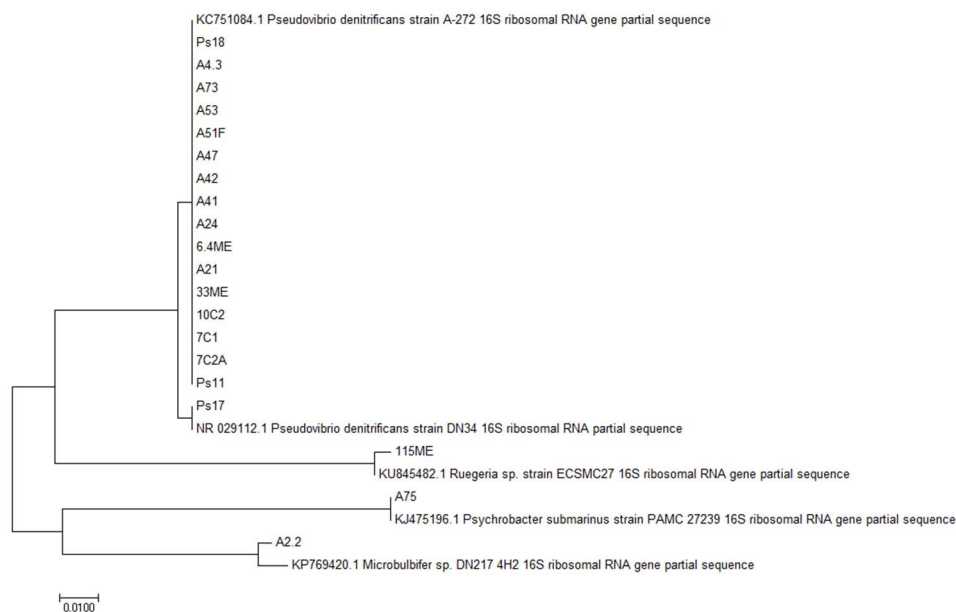 KC751084.1 Pseudovibrio denitrificans strain A-272 16S ribosomal RNA gene partial sequence
Ps18
A4.3
A73
A53
A51F
A47
A42
A41
A24
6.4ME
A21
33ME
10C2
7C1
7C2A
Ps11
Ps17
NR 029112.1 Pseudovibrio denitrificans strain DN34 16S ribosomal RNA partial sequence
115ME
KU845482.1 Ruegeria sp. strain ECSMC27 16S ribosomal RNA gene partial sequence
A75
KJ475196.1 Psychrobacter submarinus strain PAMC 27239 16S ribosomal RNA gene partial sequence
A2.2
KP769420.1 Microbulbifer sp. DN217 4H2 16S ribosomal RNA gene partial sequence
0.0100